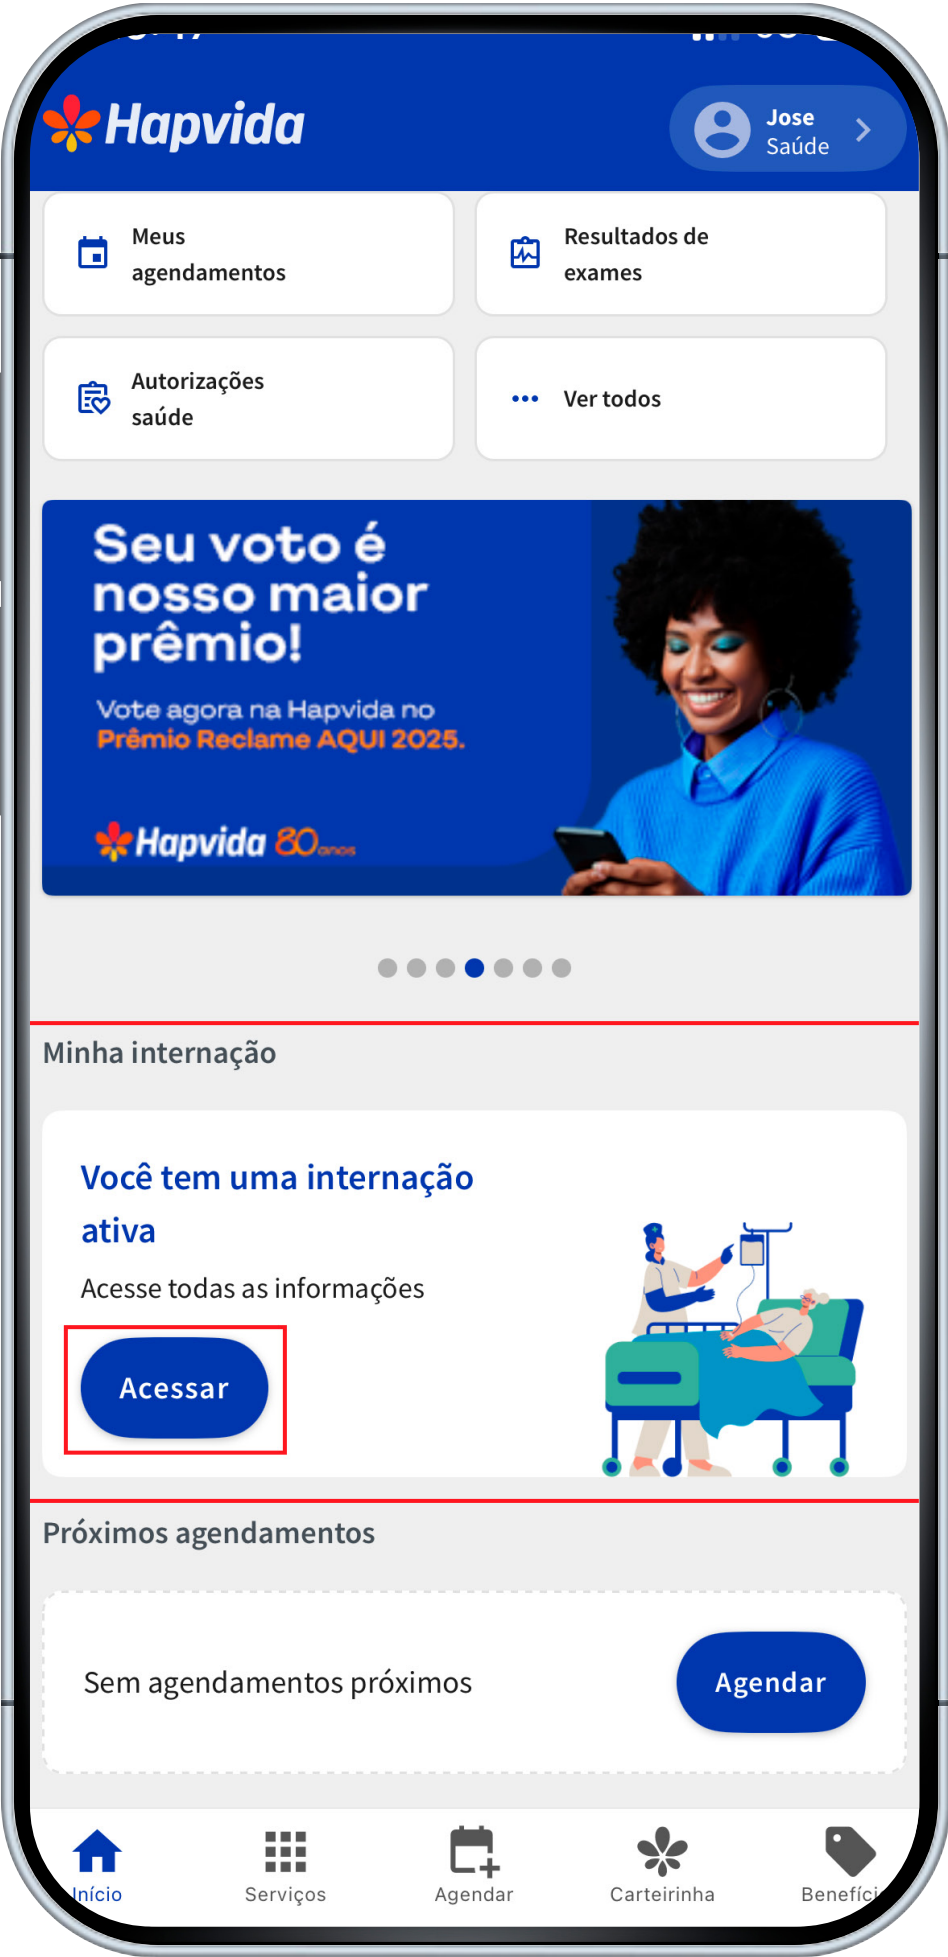 Hapvida
Jose
Saúde
Meus
agendamentos
Resultados de
exames
Autorizações
saúde
Ver todos
Seu voto é
nosso maior
prêmio!
Vote agora na Hapvida no
Prêmio Reclame AQUI 2025.
Hapvida 80 anos
Minha internação
Você tem uma internação
ativa
Acesse todas as informações
Acessar
Próximos agendamentos
Sem agendamentos próximos
Agendar
Início
Serviços
Agendar
Carteirinha
Benefíci